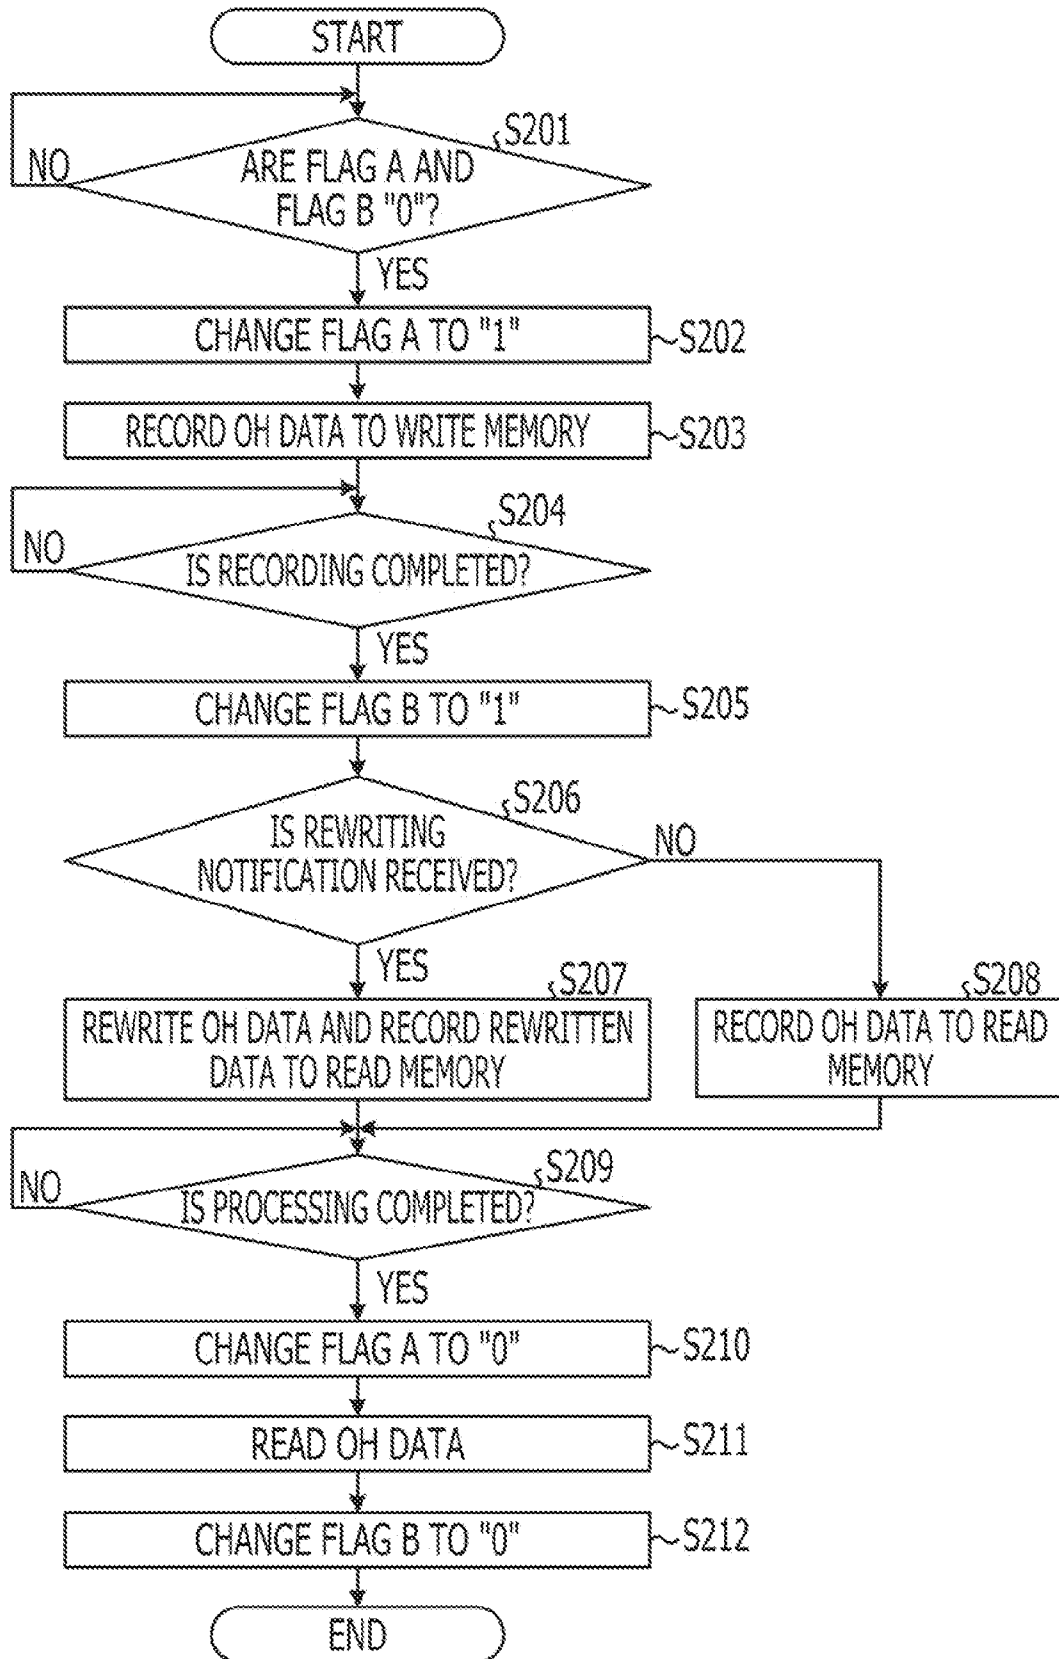 START
S201
NO
ARE FLAG A AND
FLAG B "0"?
YES
CHANGE FLAG A TO "1"
S202
RECORD OH DATA TO WRITE MEMORY
S203
S204
NO
IS RECORDING COMPLETED?
YES
CHANGE FLAG B TO "1"
S205
S206
IS REWRITING
NOTIFICATION RECEIVED?
NO
YES
S207
REWRITE OH DATA AND RECORD REWRITTEN
DATA TO READ MEMORY
S208
RECORD OH DATA TO READ
MEMORY
S209
NO
IS PROCESSING COMPLETED?
YES
CHANGE FLAG A TO "0"
S210
READ OH DATA
S211
CHANGE FLAG B TO "0"
S212
END